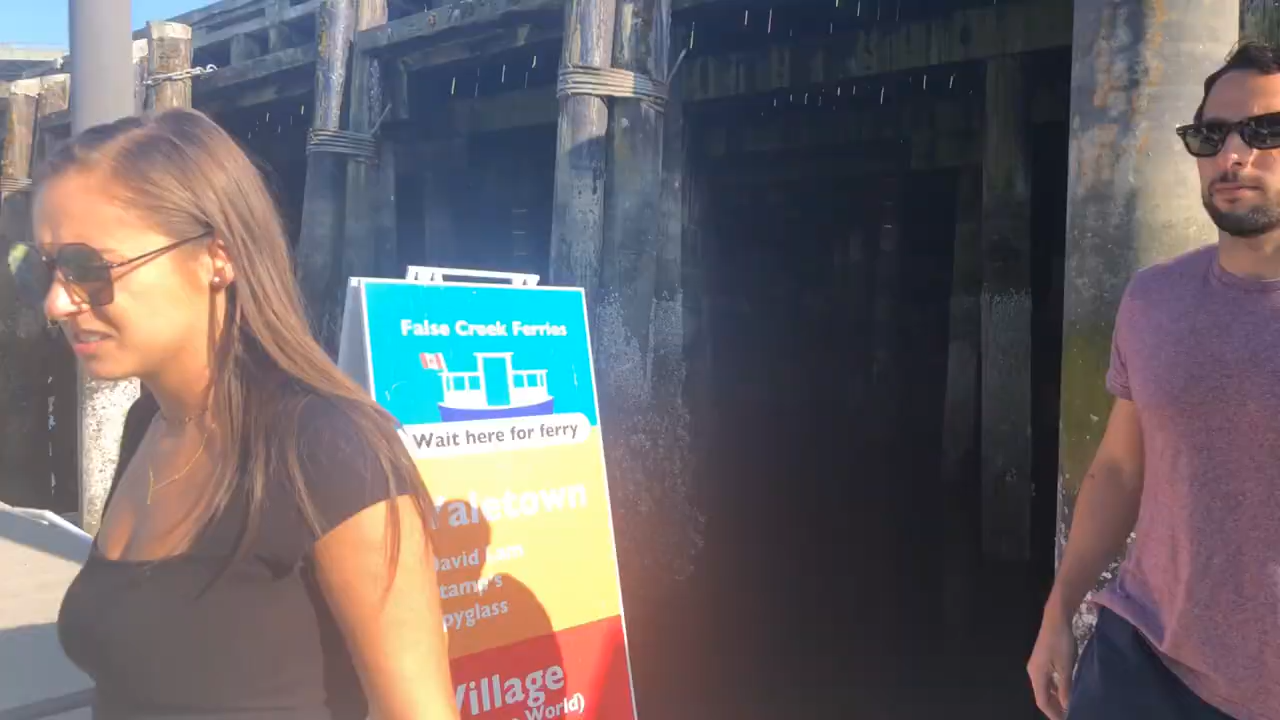 False Creek Ferries
Wait here for ferry
Yaletown
David Lam
Stamp's
Spyglass
Village
World)